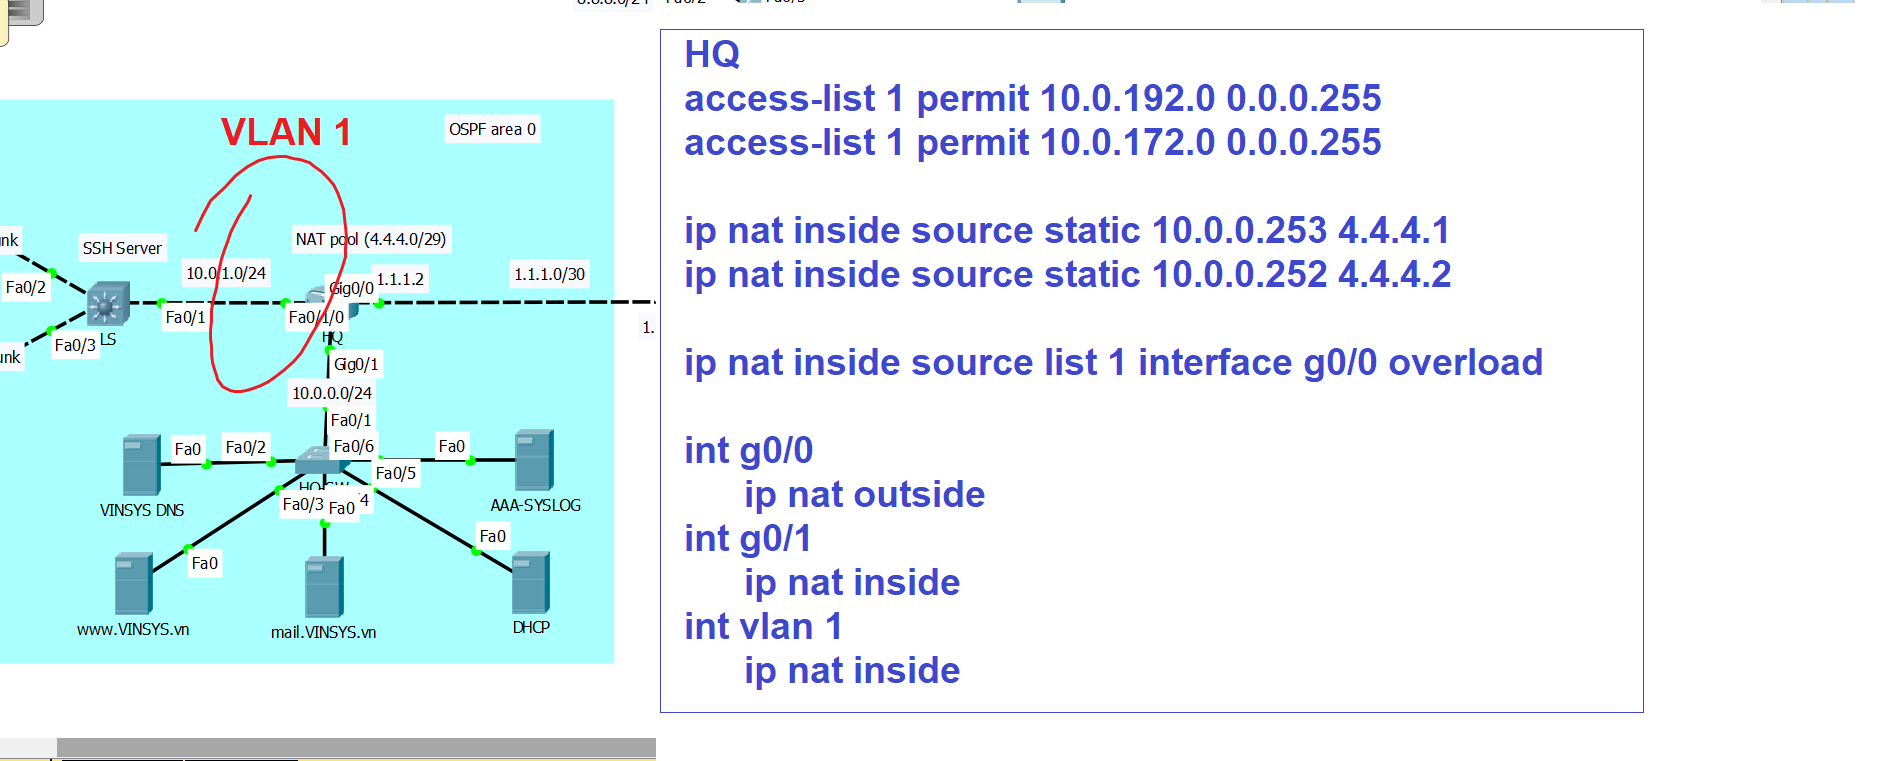 Fa0/2
VLAN 1
OSPF area 0
SSH Server
NAT pool (4.4.4.0/29)
Fa0/2
10.0.1.0/24
Gig0/0
1.1.1.2
1.1.1.0/30
Fa0/1
Fa0/1/0
1.
Fa0/3
LS
HQ
Gig0/1
10.0.0.0/24
Fa0/1
Fa0
Fa0/2
Fa0/6
Fa0
Fa0/5
VINSYS DNS
Fa0/3
Fa0
4
AAA-SYSLOG
Fa0
Fa0
www.VINSYS.vn
mail.VINSYS.vn
DHCP
HQ
access-list 1 permit 10.0.192.0 0.0.0.255
access-list 1 permit 10.0.172.0 0.0.0.255
ip nat inside source static 10.0.0.253 4.4.4.1
ip nat inside source static 10.0.0.252 4.4.4.2
ip nat inside source list 1 interface g0/0 overload
int g0/0
ip nat outside
int g0/1
ip nat inside
int vlan 1
ip nat inside